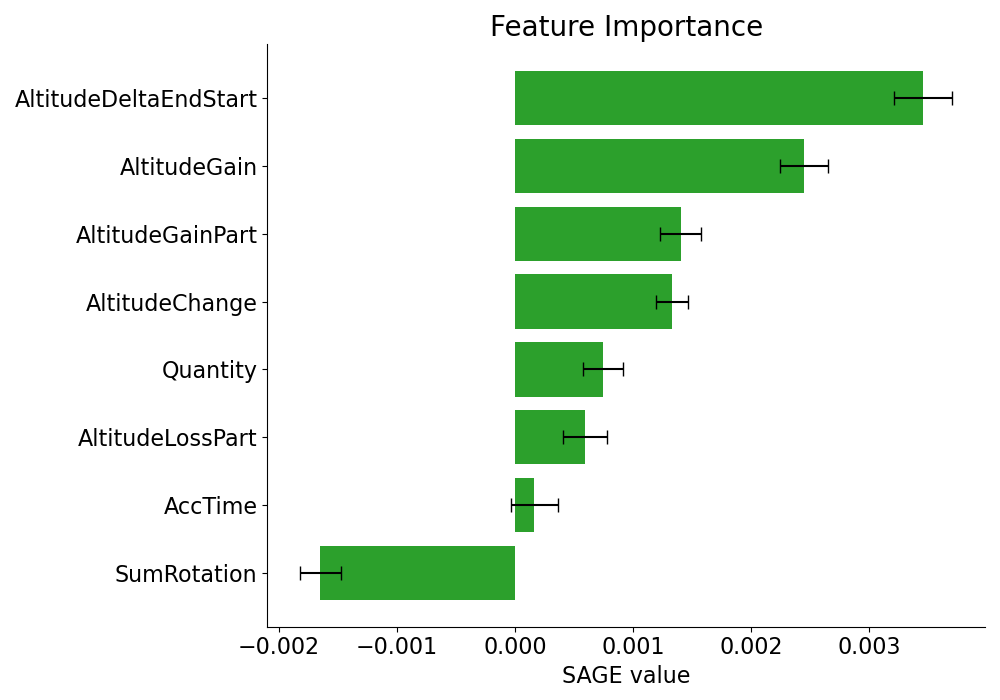 Feature Importance
AltitudeDeltaEndStart
AltitudeGain
AltitudeGainPart
AltitudeChange
Quantity
AltitudeLossPart
AccTime
SumRotation
−0.002 −0.001 0.000 0.001 0.002 0.003
SAGE value